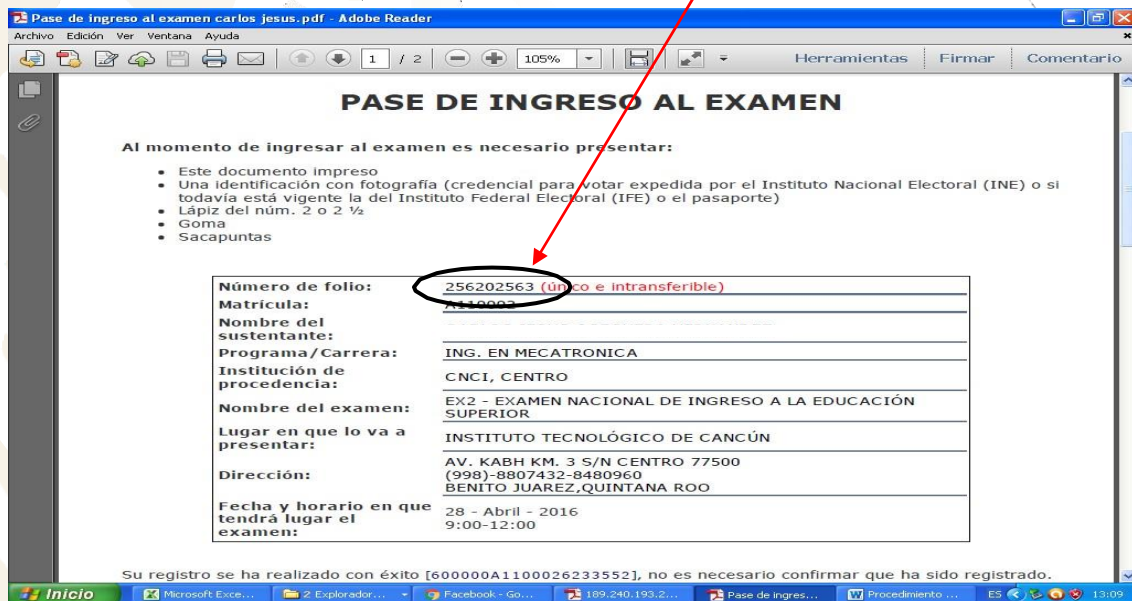 Pase de ingreso al examen carlos jesus.pdf - Adobe Reader
Archivo Edición Ver Ventana Ayuda
1 / 2 105% Herramientas Firmar Comentario
PASE DE INGRESO AL EXAMEN
Al momento de ingresar al examen es necesario presentar:
• Este documento impreso
• Una identificación con fotografía (credencial para votar expedida por el Instituto Nacional Electoral (INE) o si
todavía está vigente la del Instituto Federal Electoral (IFE) o el pasaporte)
• Lápiz del núm. 2 o 2 ½
• Goma
• Sacapuntas
Número de folio: 256202563 (único e intransferible)
Matrícula:
Nombre del
sustentante:
Programa/Carrera: ING. EN MECATRONICA
Institución de
procedencia: CNCI, CENTRO
Nombre del examen: EX2 - EXAMEN NACIONAL DE INGRESO A LA EDUCACIÓN
SUPERIOR
Lugar en que lo va a
presentar: INSTITUTO TECNOLÓGICO DE CANCÚN
Dirección: AV. KABH KM. 3 S/N CENTRO 77500
(998)-8807432-8480960
BENITO JUAREZ,QUINTANA ROO
Fecha y horario en que
tendrá lugar el
examen: 28 - Abril - 2016
9:00-12:00
Su registro se ha realizado con éxito [600000A1100026233552], no es necesario confirmar que ha sido registrado.
Inicio Microsoft Exce... 2 Explorador... Facebook - Go... 189.240.193.2... Pase de ingres... Procedimiento ... ES 13:09